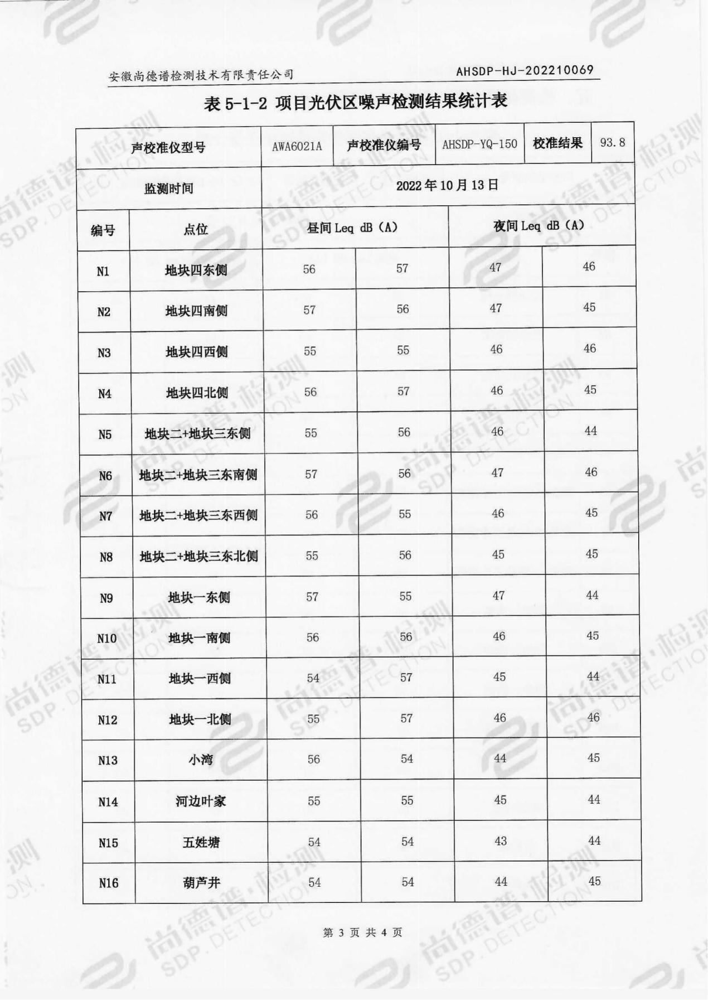 安徽尚德谱检测技术有限责任公司 AHSDP-HJ-202210069
表 5-1-2 项目光伏区噪声检测结果统计表
声校准仪型号 AWA6021A 声校准仪编号 AHSDP-YQ-150 校准结果 93.8
监测时间 2022 年 10 月 13 日
编号 点位 昼间 Leq dB（A） 夜间 Leq dB（A）
N1 地块四东侧 56 57 47 46
N2 地块四南侧 57 56 47 45
N3 地块四西侧 55 55 46 46
N4 地块四北侧 56 57 46 45
N5 地块二+地块三东侧 55 56 46 44
N6 地块二+地块三东南侧 57 56 47 46
N7 地块二+地块三东西侧 56 55 46 45
N8 地块二+地块三东北侧 55 56 45 45
N9 地块一东侧 57 55 47 44
N10 地块一南侧 56 56 46 45
N11 地块一西侧 54 57 45 44
N12 地块一北侧 55 57 46 46
N13 小湾 56 54 44 45
N14 河边叶家 55 55 45 44
N15 五姓塘 54 54 43 44
N16 葫芦井 54 54 44 45
第 3 页 共 4 页
尚德谱·检测
SDP.DETECTION